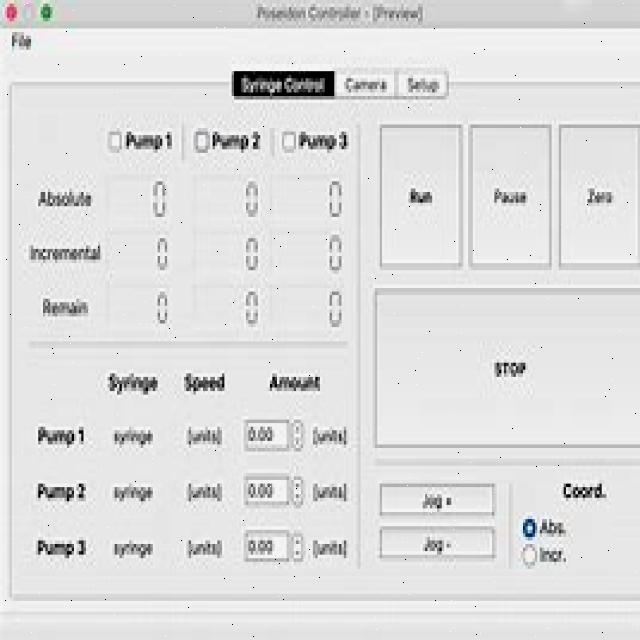 Poseidon Controller - [Preview]
File
Syringe Control Camera Setup
Pump 1 Pump 2 Pump 3
Absolute 0 0 0
Incremental 0 0 0
Remain 0 0 0
Run Pause Zero
STOP
Syringe Speed Amount
Pump 1 syringe [units] 0.00 [units]
Pump 2 syringe [units] 0.00 [units]
Pump 3 syringe [units] 0.00 [units]
Jog +
Jog -
Coord.
Abs.
Incr.